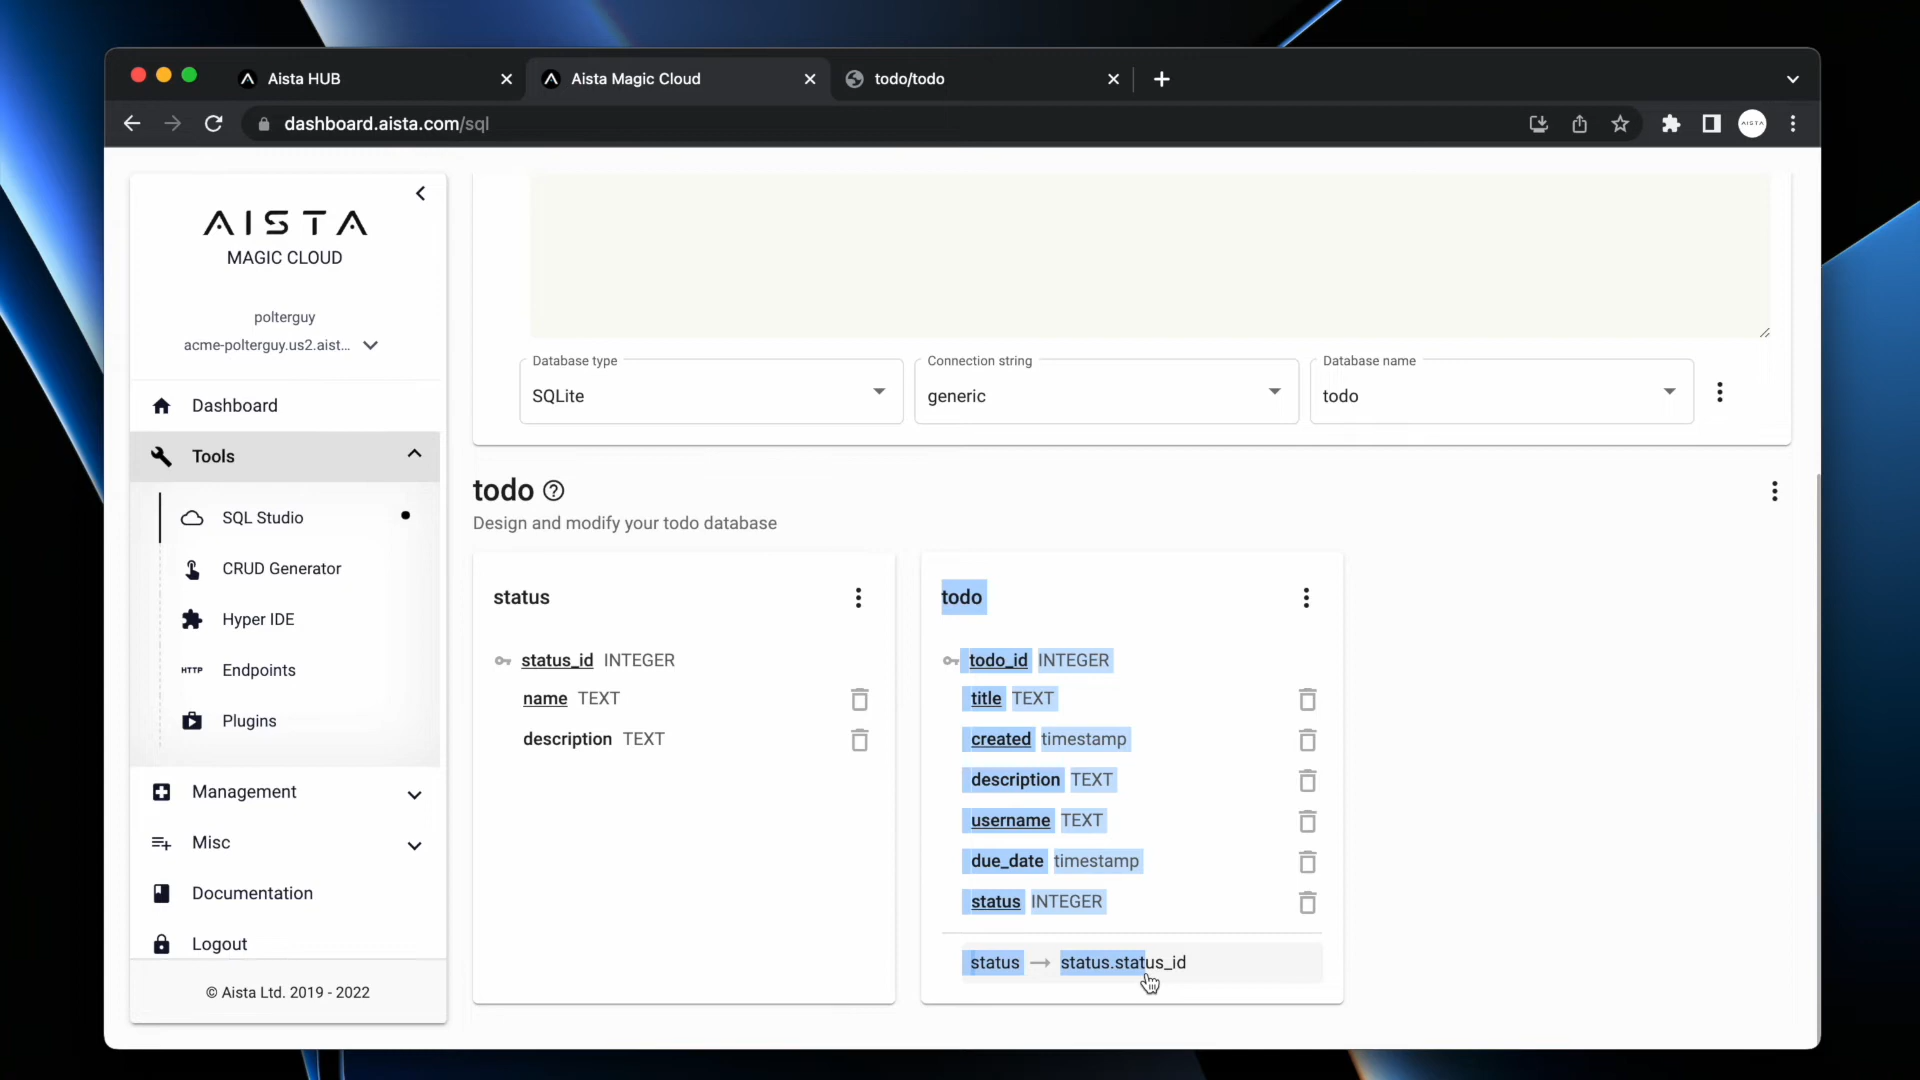 Aista HUB
Aista Magic Cloud
todo/todo
dashboard.aista.com/sql
AISTA
AISTA
MAGIC CLOUD
polterguy
acme-polterguy.us2.aist...
Dashboard
Tools
SQL Studio
CRUD Generator
Hyper IDE
HTTP Endpoints
Plugins
Management
Misc
Documentation
Logout
© Aista Ltd. 2019 - 2022
Database type
SQLite
Connection string
generic
Database name
todo
todo
Design and modify your todo database
status
status_id INTEGER
name TEXT
description TEXT
todo
todo_id INTEGER
title TEXT
created timestamp
description TEXT
username TEXT
due_date timestamp
status INTEGER
status → status.status_id